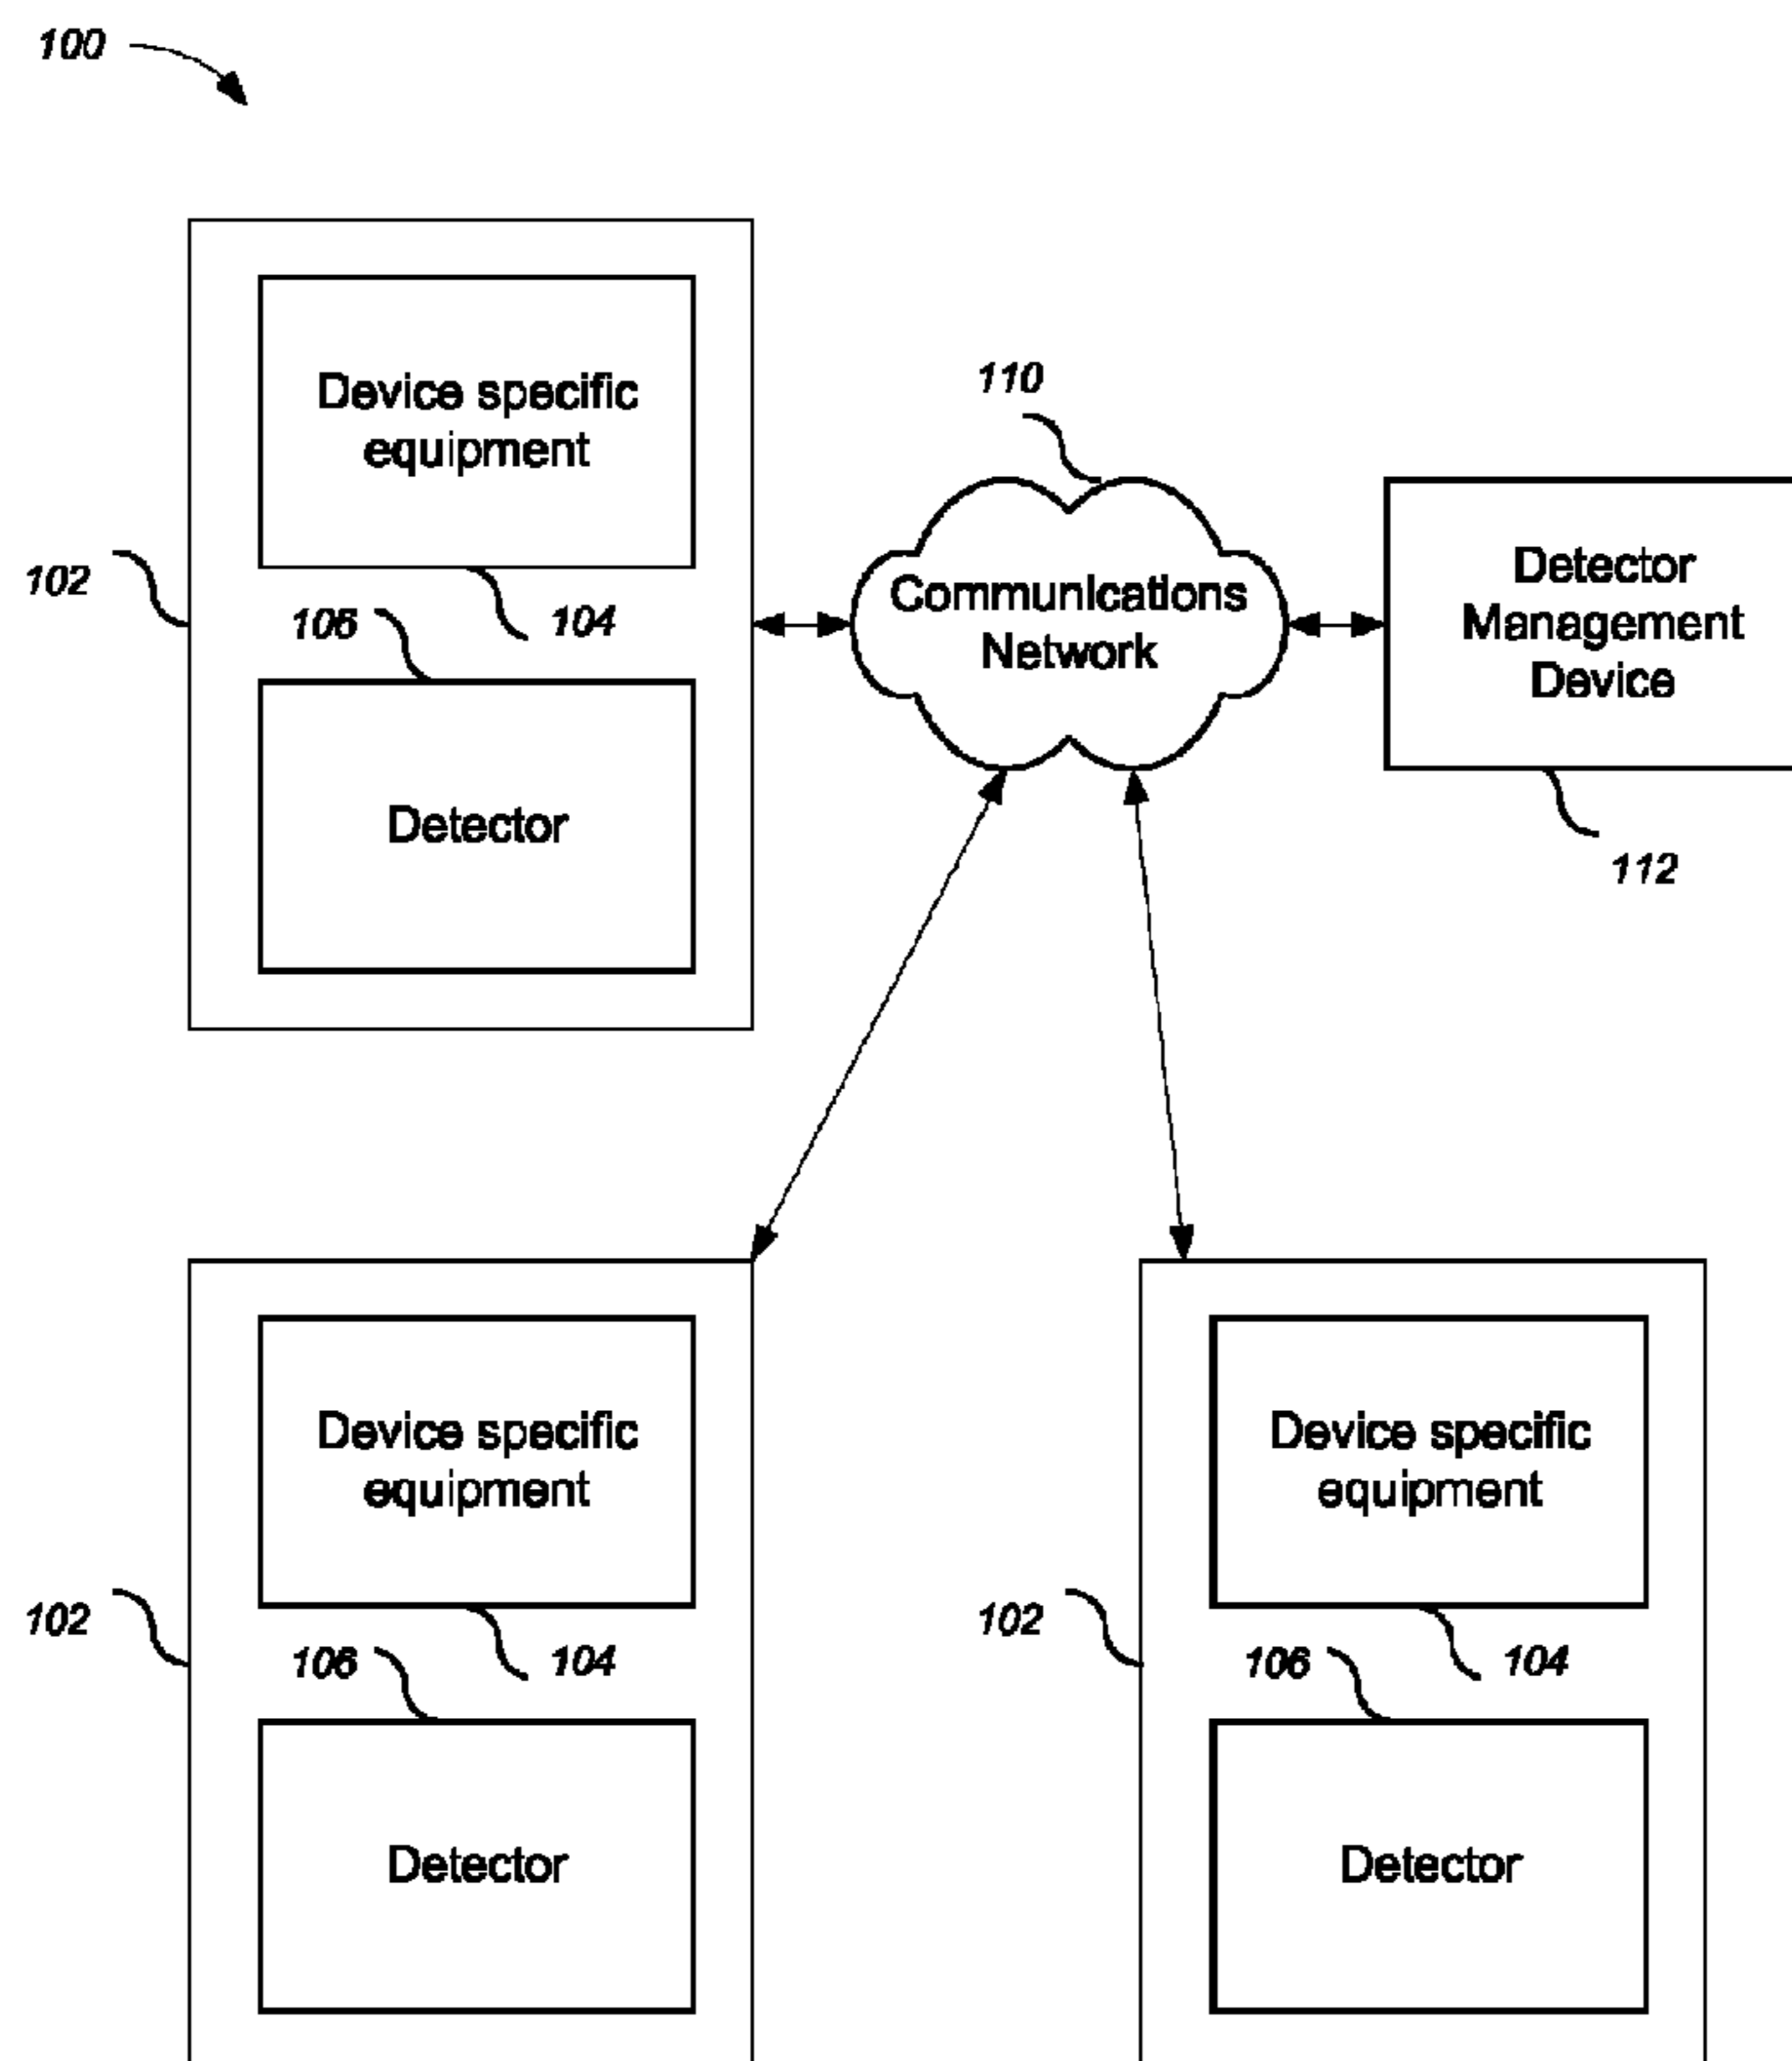 100
Device specific
equipment
102
104
106
Detector
110
Communications
Network
Detector
Management
Device
112
Device specific
equipment
102
104
106
Detector
Device specific
equipment
102
104
106
Detector